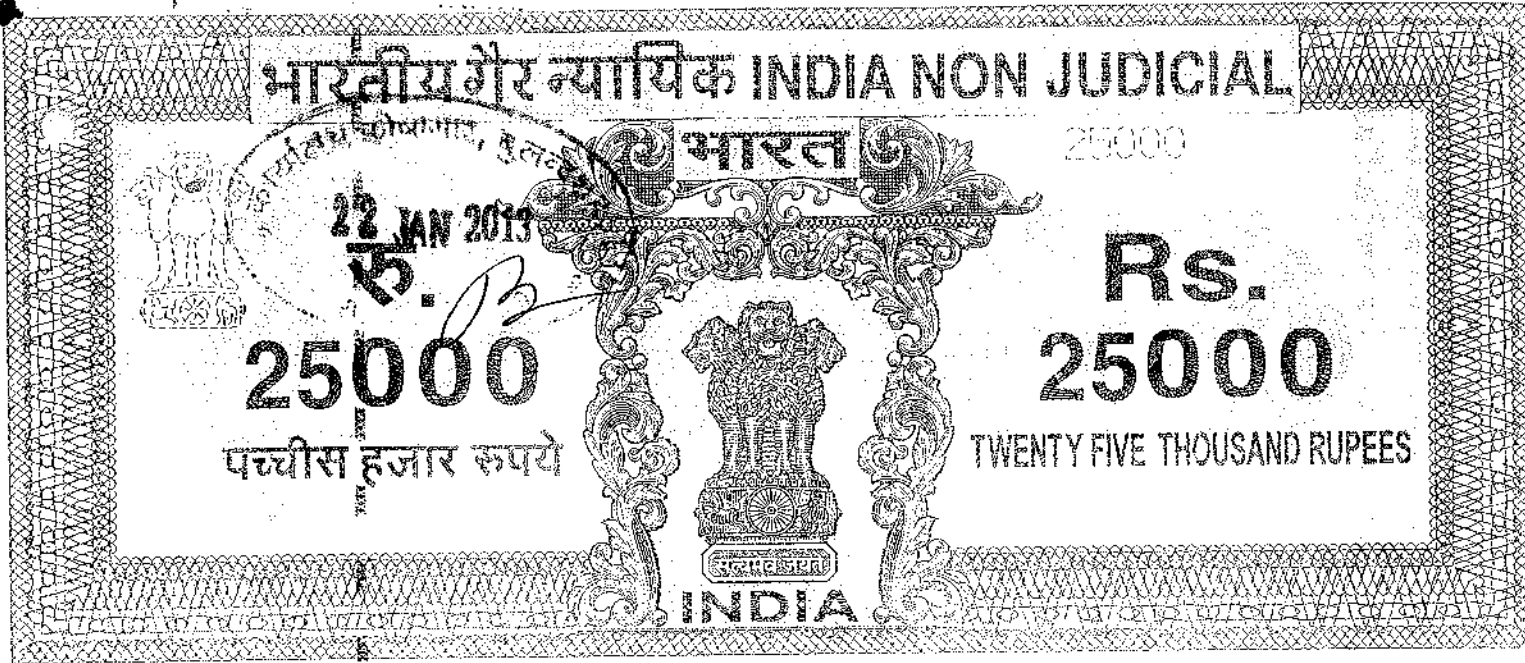 भारतीय गैर न्यायिक INDIA NON JUDICIAL
भारत
25000
22 JAN 2013
रु.
25000
पच्चीस हजार रुपये
Rs.
25000
TWENTY FIVE THOUSAND RUPEES
सत्यमेव जयते
INDIA